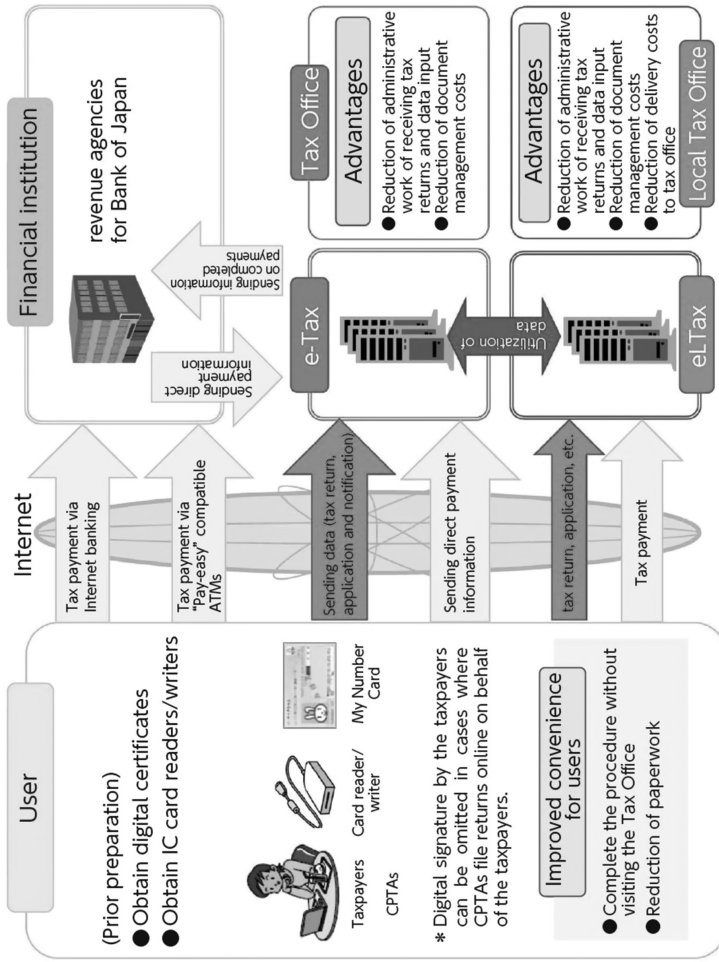 User
(Prior preparation)
● Obtain digital certificates
● Obtain IC card readers/writers
Taxpayers
CPTAs
Card reader/
writer
My Number
Card
* Digital signature by the taxpayers
can be omitted in cases where
CPTAs file returns online on behalf
of the taxpayers.
Improved convenience
for users
● Complete the procedure without
visiting the Tax Office
● Reduction of paperwork
Internet
Tax payment via
Internet banking
Tax payment via
"Pay-easy" compatible
ATMs
Sending data (tax return,
application and notification)
Sending direct payment
information
tax return, application, etc.
Tax payment
Financial institution
revenue agencies
for Bank of Japan
Sending direct
payment
information
Sending information
on completed
payments
e-Tax
Utilization of
data
eLTax
Tax Office
Advantages
● Reduction of administrative
work of receiving tax
returns and data input
● Reduction of document
management costs
Advantages
● Reduction of administrative
work of receiving tax
returns and data input
● Reduction of document
management costs
● Reduction of delivery costs
to tax office
Local Tax Office